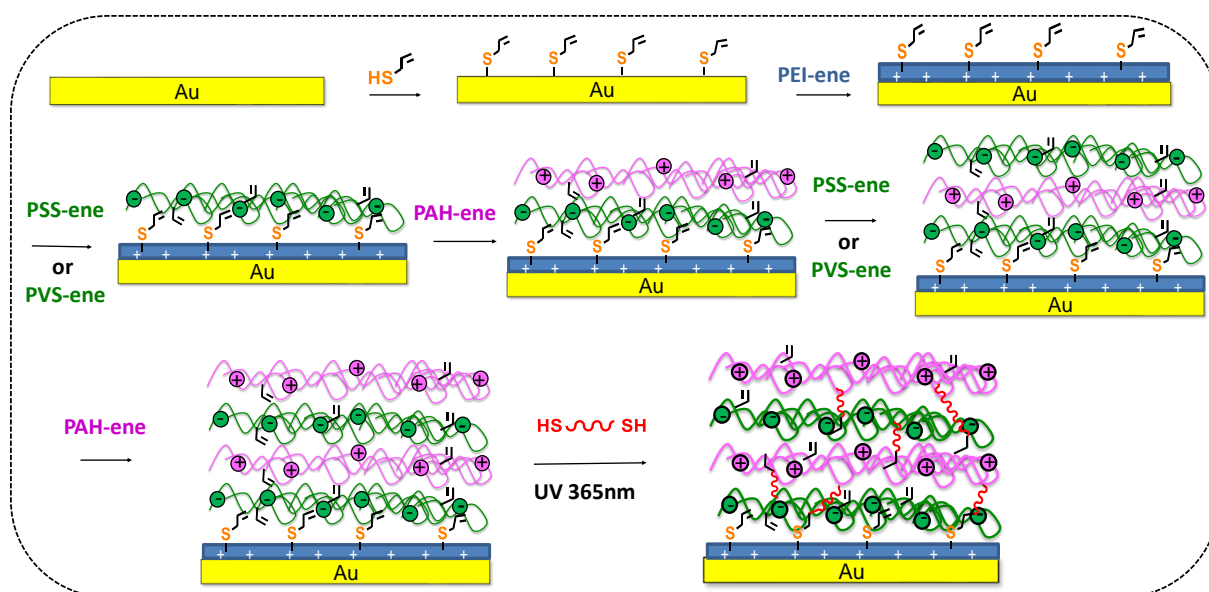 Au
HS
S S S S
Au
PEI-ene
S S S S
+ + + + + + +
Au
PSS-ene
or
PVS-ene
- - - - -
S S S S
+ + + + + + +
Au
PAH-ene
+ + + + +
- - - - -
S S S S
+ + + + + + +
Au
PSS-ene
or
PVS-ene
- - - - -
+ + + + +
- - - - -
S S S S
+ + + + + + +
Au
PAH-ene
+ + + + +
- - - - -
+ + + + +
- - - - -
S S S S
+ + + + + + +
Au
HS SH
UV 365nm
+ + + + +
- - - - -
+ + + + +
- - - - -
S S S S
+ + + + + + +
Au